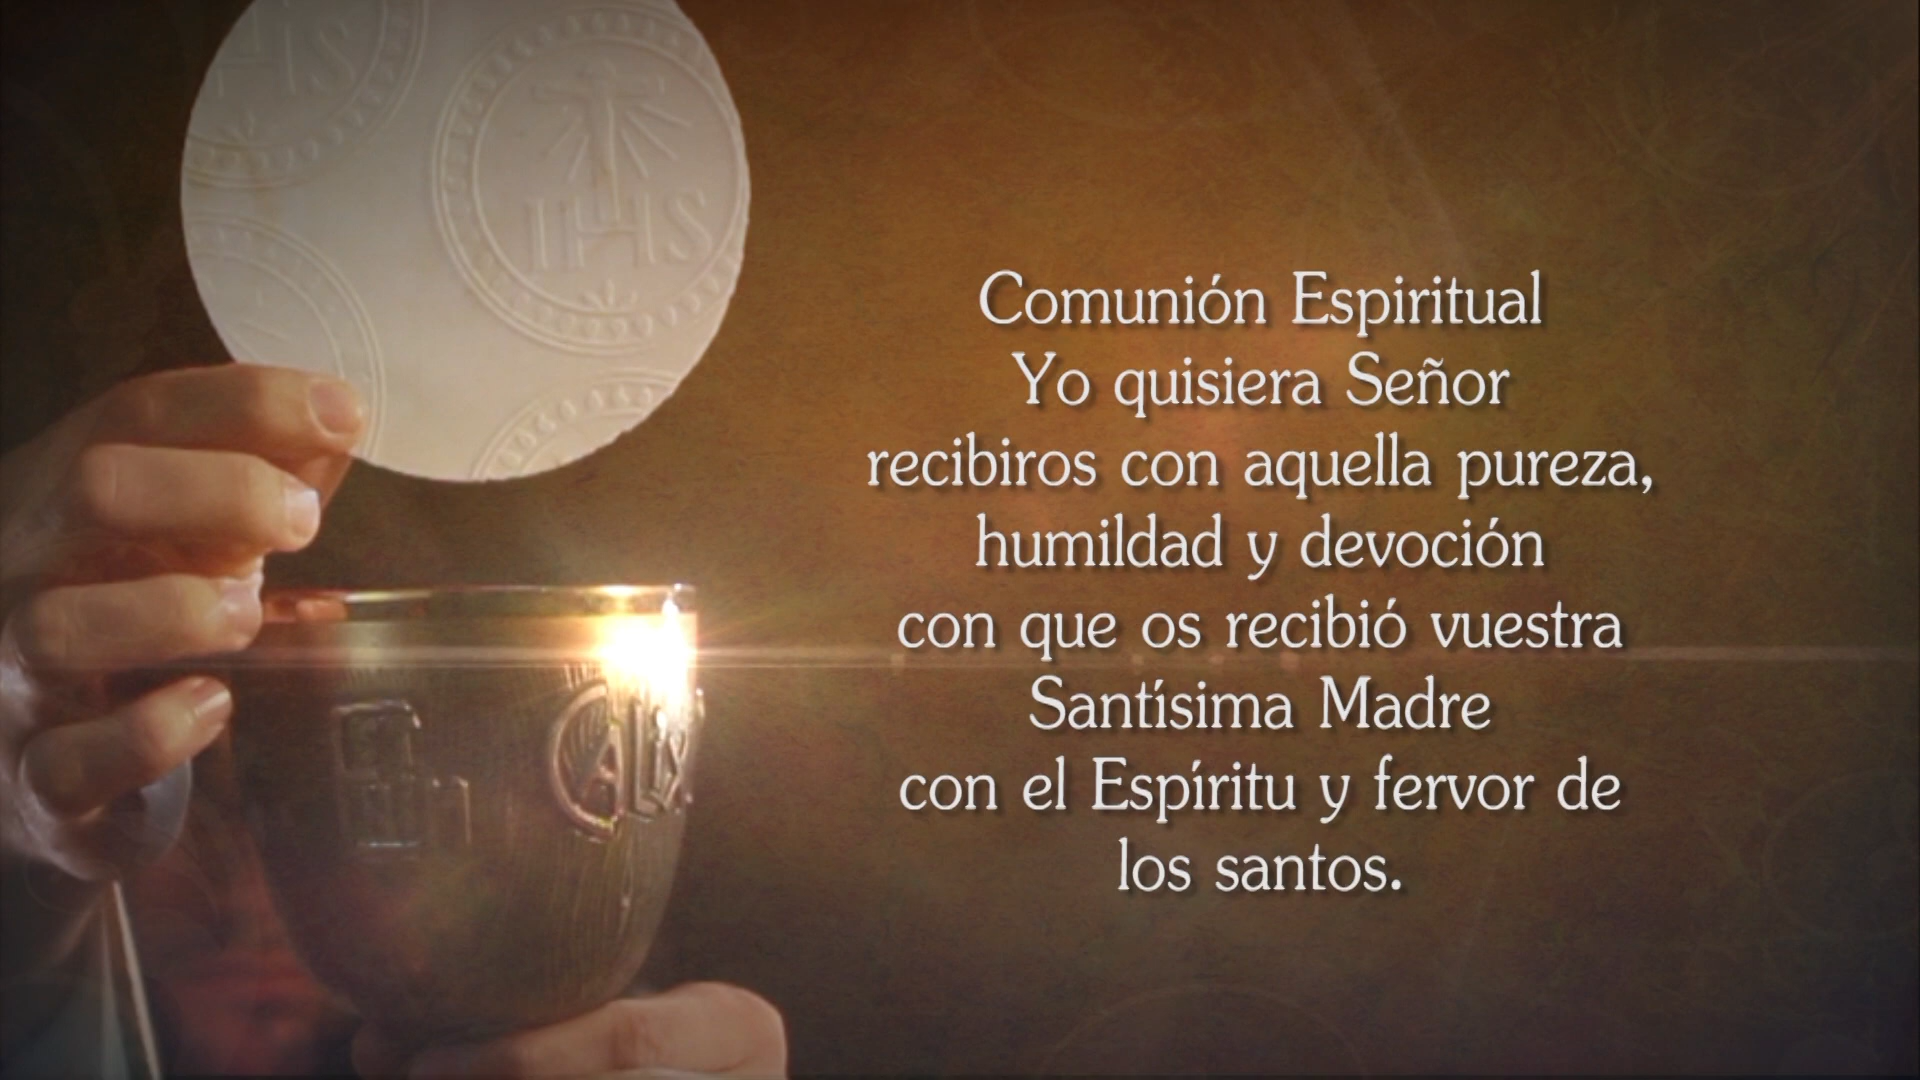 IHS
Comunión Espiritual
Yo quisiera Señor
recibiros con aquella pureza,
humildad y devoción
con que os recibió vuestra
Santísima Madre
con el Espíritu y fervor de
los santos.
CALIX